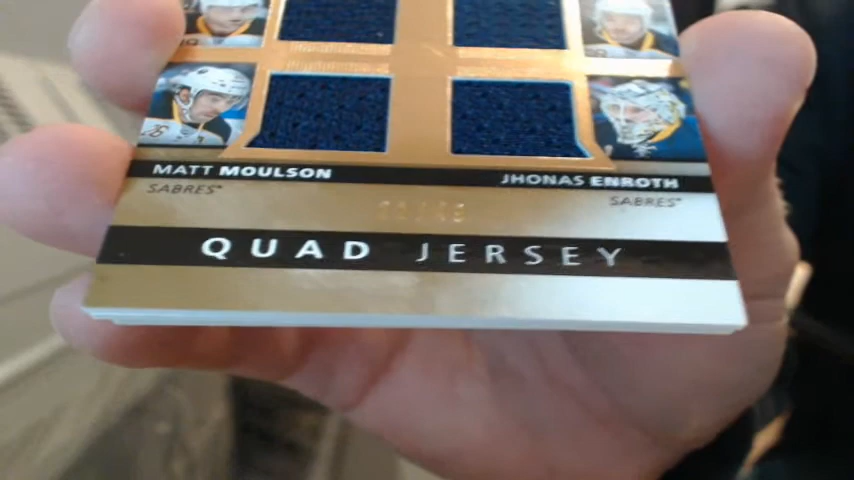 MATT MOULSON
SABRES
JHONAS ENROTH
SABRES
QUAD JERSEY